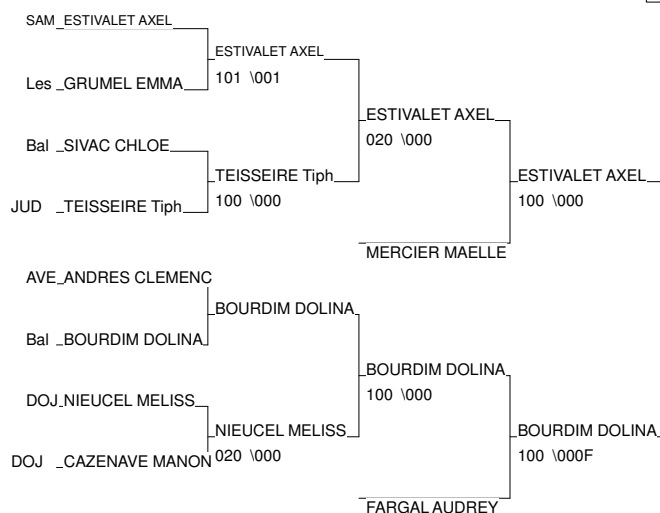 SAM ESTIVALET AXEL
ESTIVALET AXEL
101 \001
Les GRUMEL EMMA
ESTIVALET AXEL
020 \000
Bal SIVAC CHLOE
TEISSEIRE Tiph
100 \000
ESTIVALET AXEL
100 \000
JUD TEISSEIRE Tiph
MERCIER MAELLE
AVE ANDRES CLEMENC
BOURDIM DOLINA
Bal BOURDIM DOLINA
BOURDIM DOLINA
100 \000
DOJ NIEUCEL MELISS
NIEUCEL MELISS
020 \000
BOURDIM DOLINA
100 \000F
DOJ CAZENAVE MANON
FARGAL AUDREY